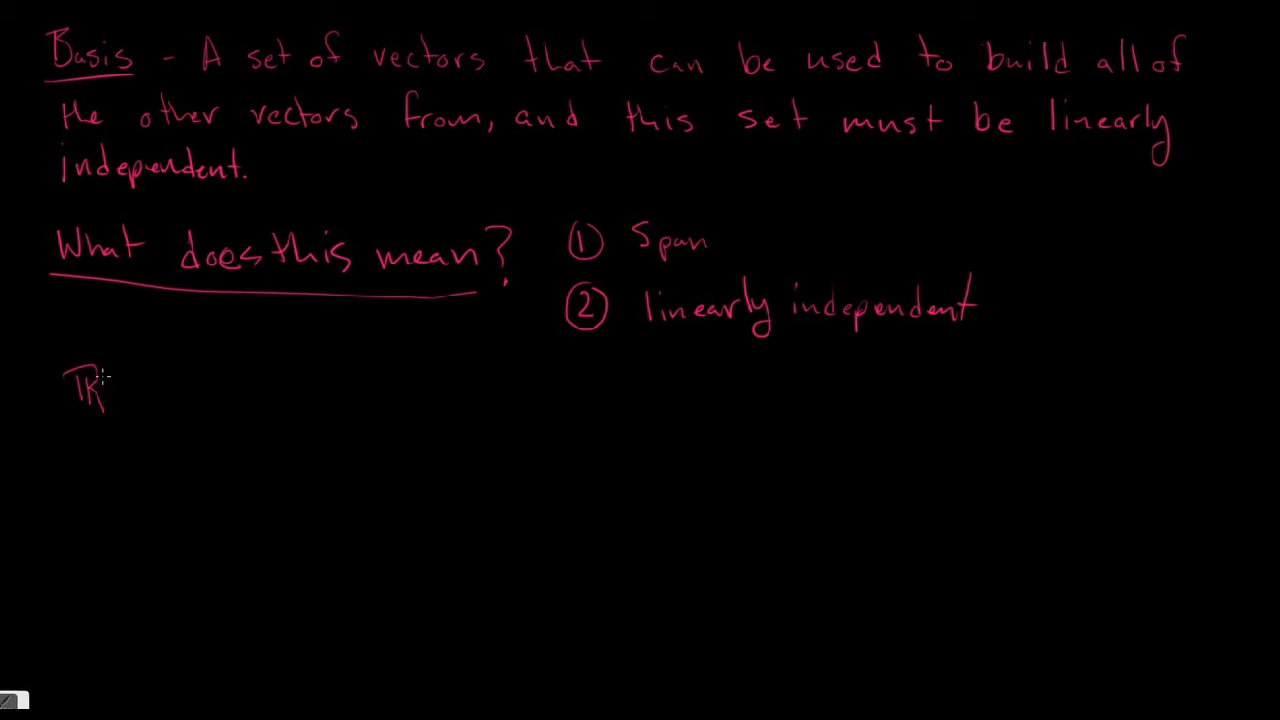 Basis - A set of vectors that can be used to build all of
the other vectors from, and this set must be linearly
independent.
What does this mean? ① Span
② linearly independent
ℝ